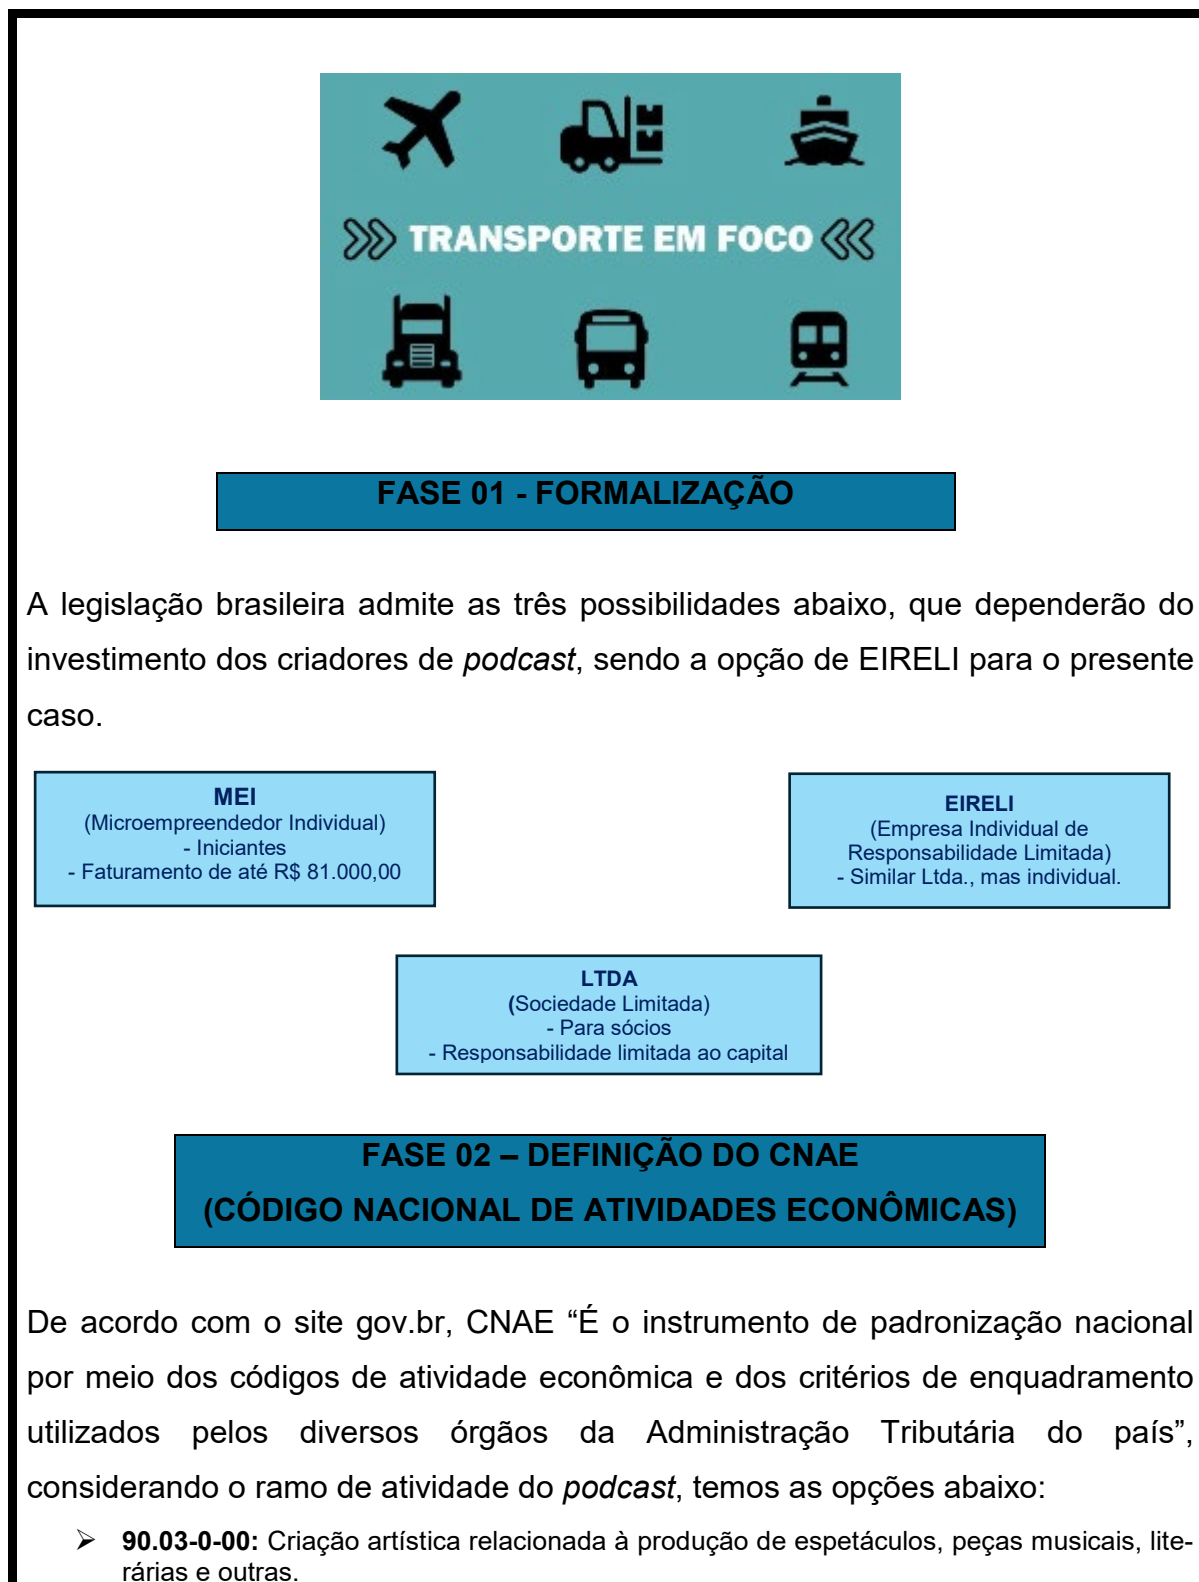 TRANSPORTE EM FOCO
FASE 01 - FORMALIZAÇÃO
A legislação brasileira admite as três possibilidades abaixo, que dependerão do
investimento dos criadores de podcast, sendo a opção de EIRELI para o presente
caso.
MEI
(Microempreendedor Individual)
- Iniciantes
- Faturamento de até R$ 81.000,00
EIRELI
(Empresa Individual de
Responsabilidade Limitada)
- Similar Ltda., mas individual.
LTDA
(Sociedade Limitada)
- Para sócios
- Responsabilidade limitada ao capital
FASE 02 – DEFINIÇÃO DO CNAE
(CÓDIGO NACIONAL DE ATIVIDADES ECONÔMICAS)
De acordo com o site gov.br, CNAE “É o instrumento de padronização nacional
por meio dos códigos de atividade econômica e dos critérios de enquadramento
utilizados pelos diversos órgãos da Administração Tributária do país”,
considerando o ramo de atividade do podcast, temos as opções abaixo:
➢ 90.03-0-00: Criação artística relacionada à produção de espetáculos, peças musicais, lite-
rárias e outras.